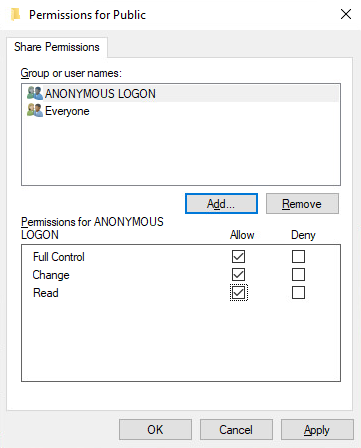 Permissions for Public
Share Permissions
Group or user names:
ANONYMOUS LOGON
Everyone
Add... Remove
Permissions for ANONYMOUS
LOGON Allow Deny
Full Control
Change
Read
OK Cancel Apply